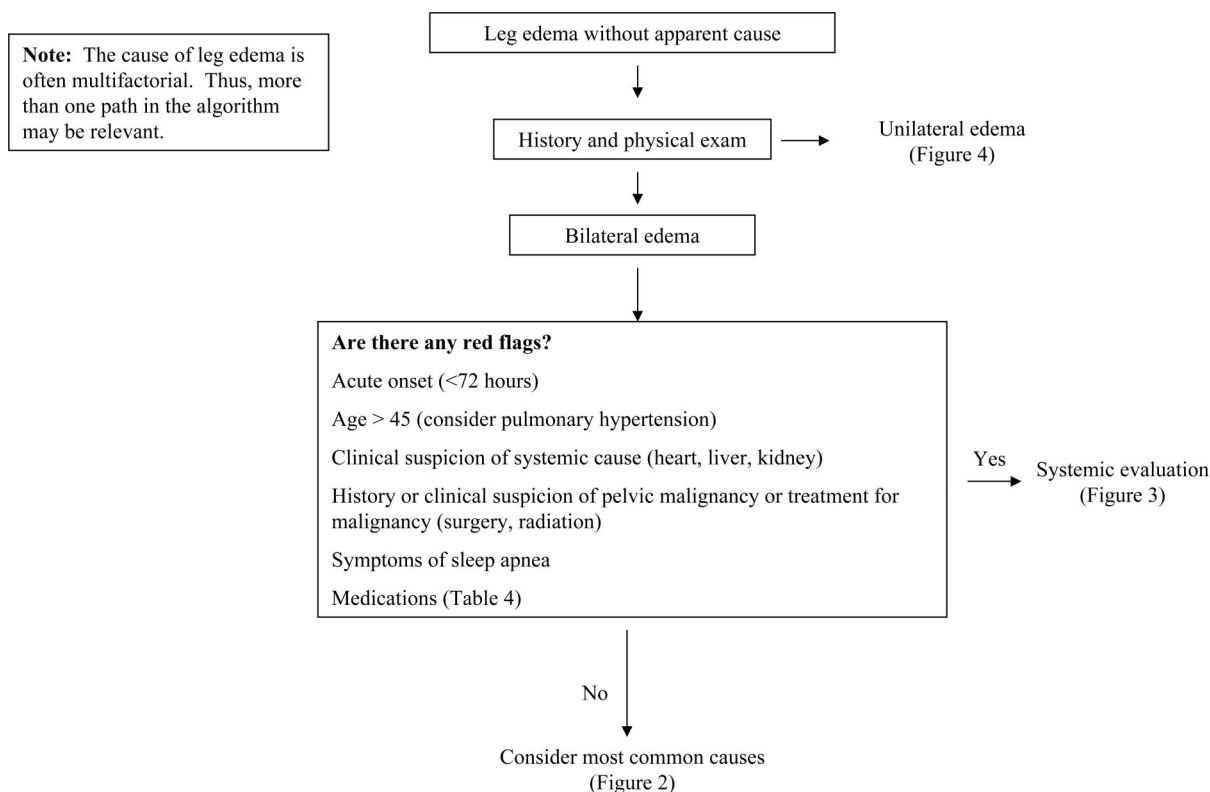 Leg edema without apparent cause
Note: The cause of leg edema is
often multifactorial. Thus, more
than one path in the algorithm
may be relevant.
History and physical exam
Unilateral edema
(Figure 4)
Bilateral edema
Are there any red flags?
Acute onset (<72 hours)
Age > 45 (consider pulmonary hypertension)
Clinical suspicion of systemic cause (heart, liver, kidney)
History or clinical suspicion of pelvic malignancy or treatment for
malignancy (surgery, radiation)
Symptoms of sleep apnea
Medications (Table 4)
Yes
Systemic evaluation
(Figure 3)
No
Consider most common causes
(Figure 2)